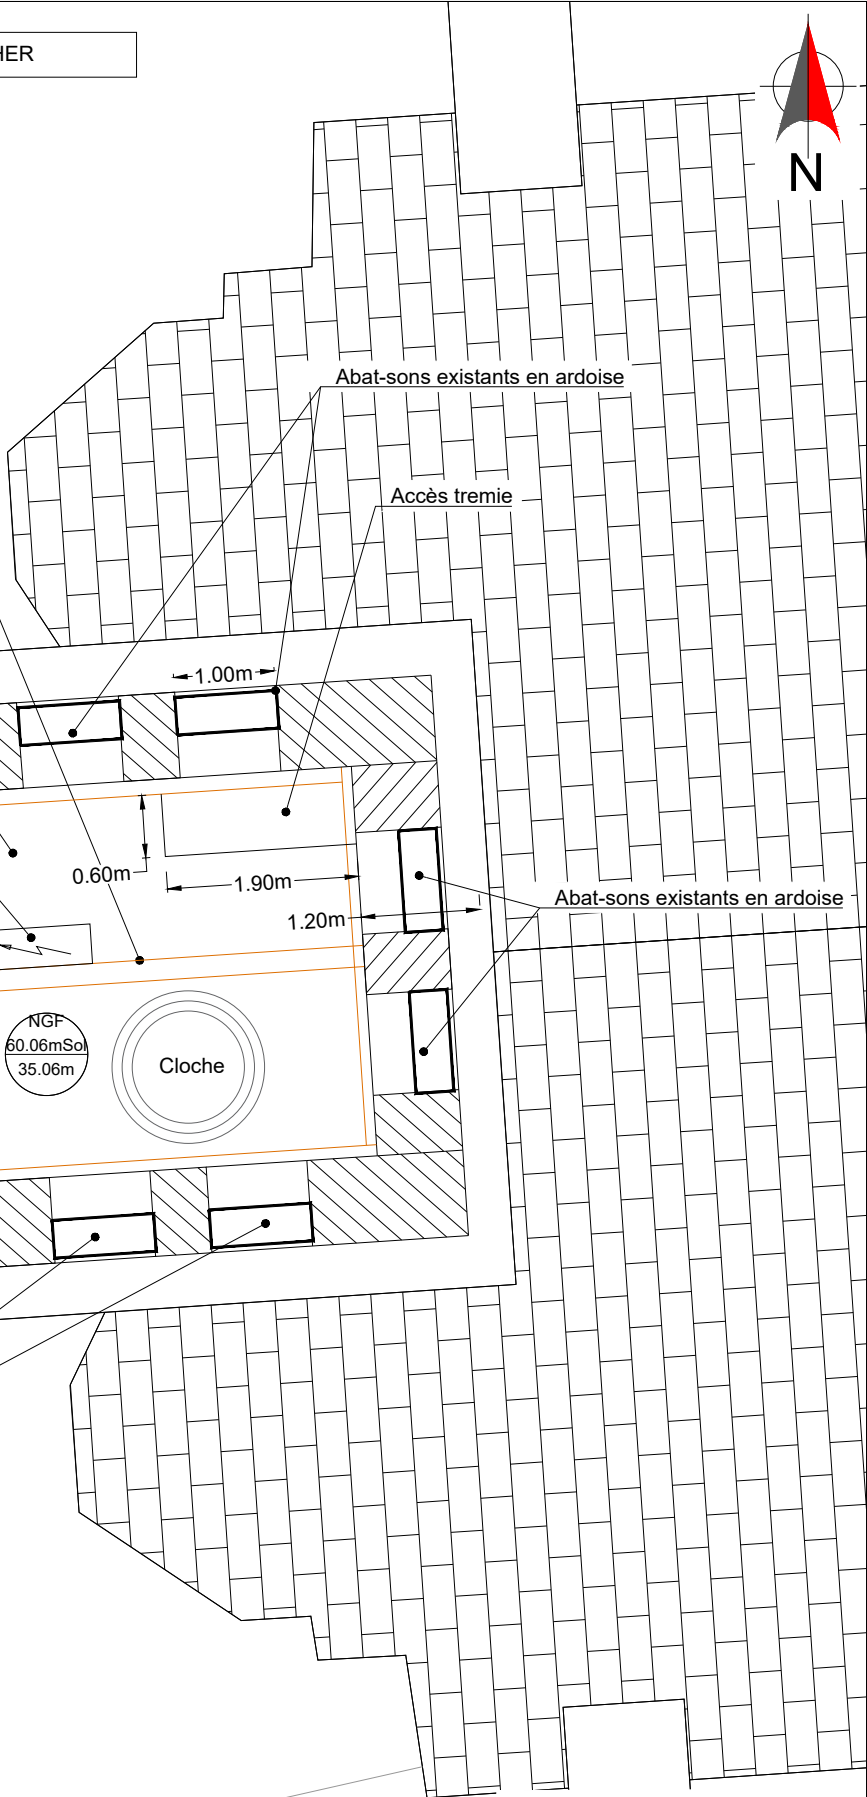 HER
N
Abat-sons existants en ardoise
Accès tremie
1.00m
0.60m
1.90m
1.20m
Abat-sons existants en ardoise
NGF
60.06mSol
35.06m
Cloche